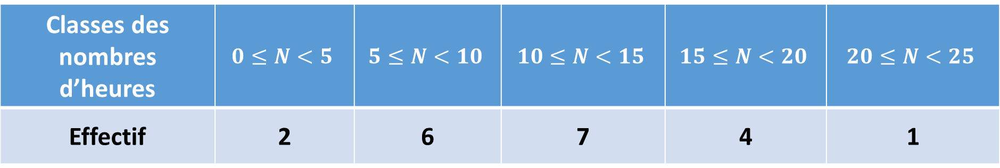 Classes des
nombres
d’heures
0 ≤ N < 5
5 ≤ N < 10
10 ≤ N < 15
15 ≤ N < 20
20 ≤ N < 25
Effectif
2
6
7
4
1